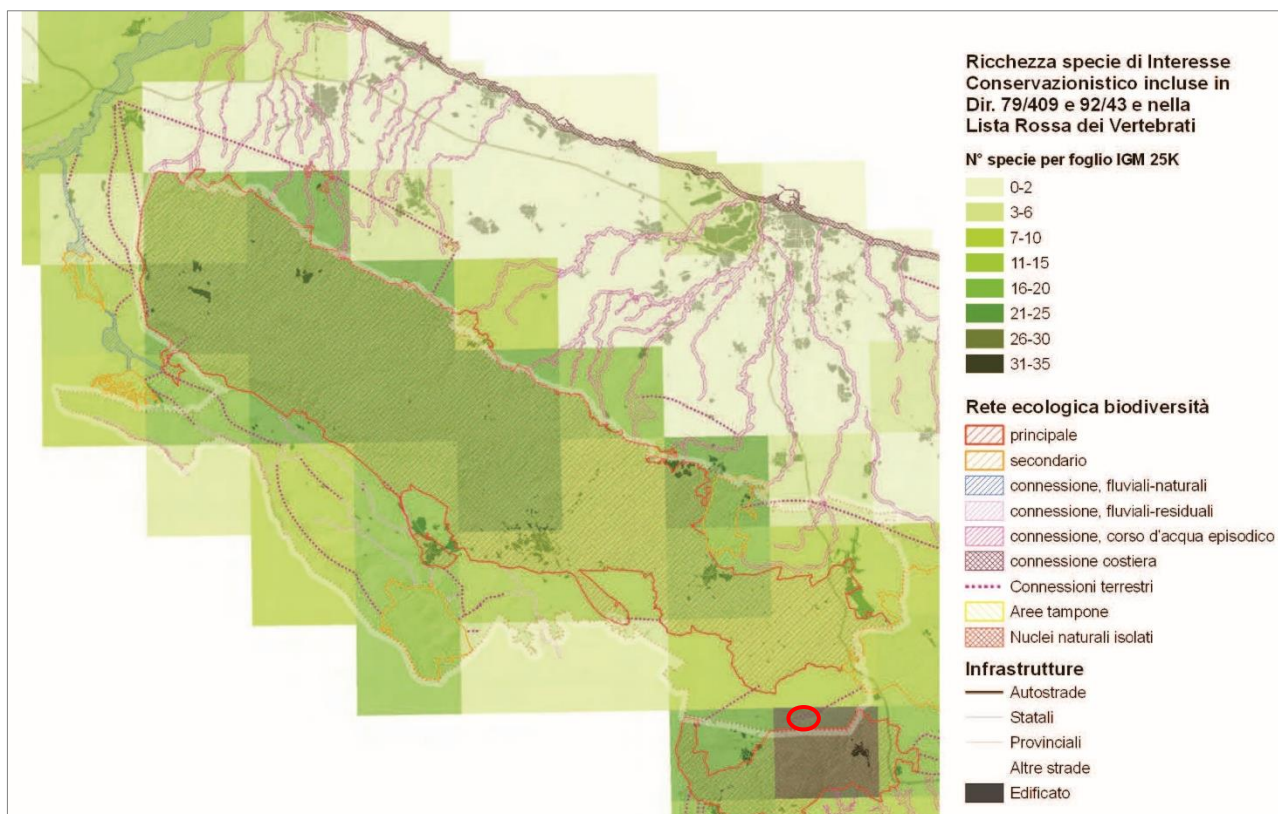 Ricchezza specie di Interesse
Conservazionistico incluse in
Dir. 79/409 e 92/43 e nella
Lista Rossa dei Vertebrati
N° specie per foglio IGM 25K
0-2
3-6
7-10
11-15
16-20
21-25
26-30
31-35
Rete ecologica biodiversità
principale
secondario
connessione, fluviali-naturali
connessione, fluviali-residuali
connessione, corso d'acqua episodico
connessione costiera
Connessioni terrestri
Aree tampone
Nuclei naturali isolati
Infrastrutture
Autostrade
Statali
Provinciali
Altre strade
Edificato